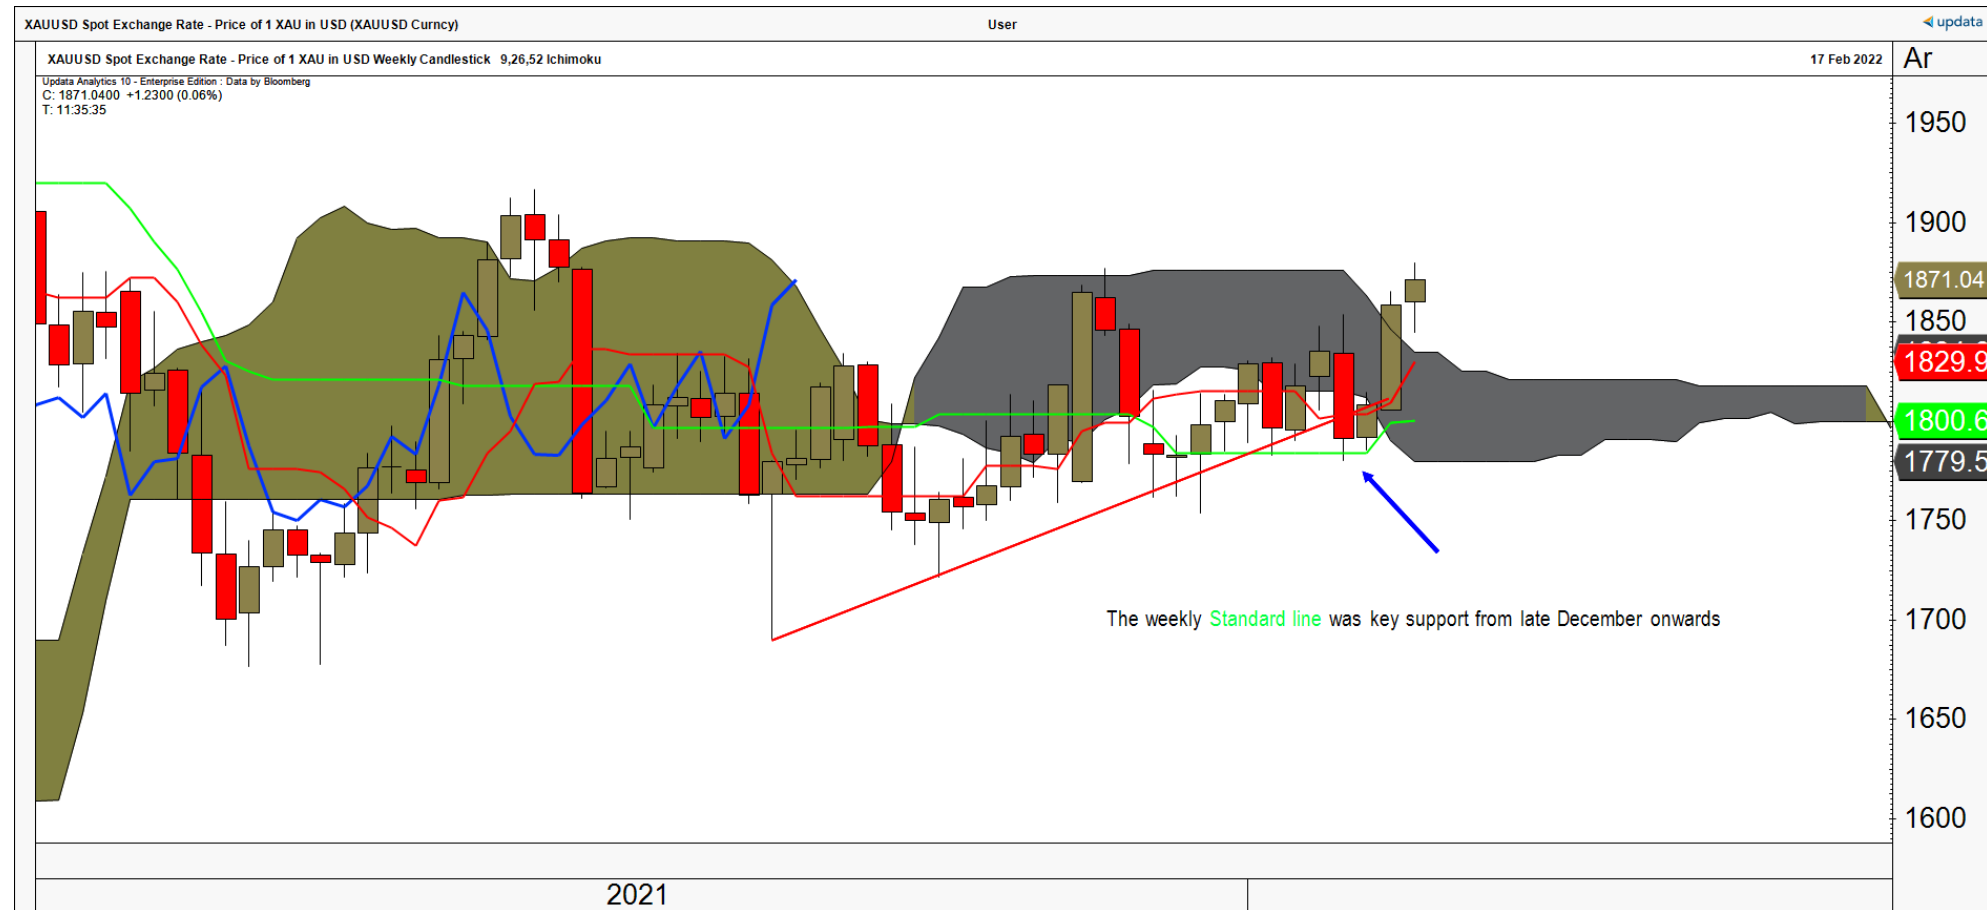 XAUUSD Spot Exchange Rate - Price of 1 XAU in USD (XAUUSD Curncy) User updata
XAUUSD Spot Exchange Rate - Price of 1 XAU in USD Weekly Candlestick 9,26,52 Ichimoku 17 Feb 2022 Ar
Updata Analytics 10 - Enterprise Edition : Data by Bloomberg
C: 1871.0400 +1.2300 (0.06%)
T: 11:35:35
1950
1900
1871.04
1850
1829.9
1800.6
1779.5
1750
The weekly Standard line was key support from late December onwards
1700
1650
1600
2021